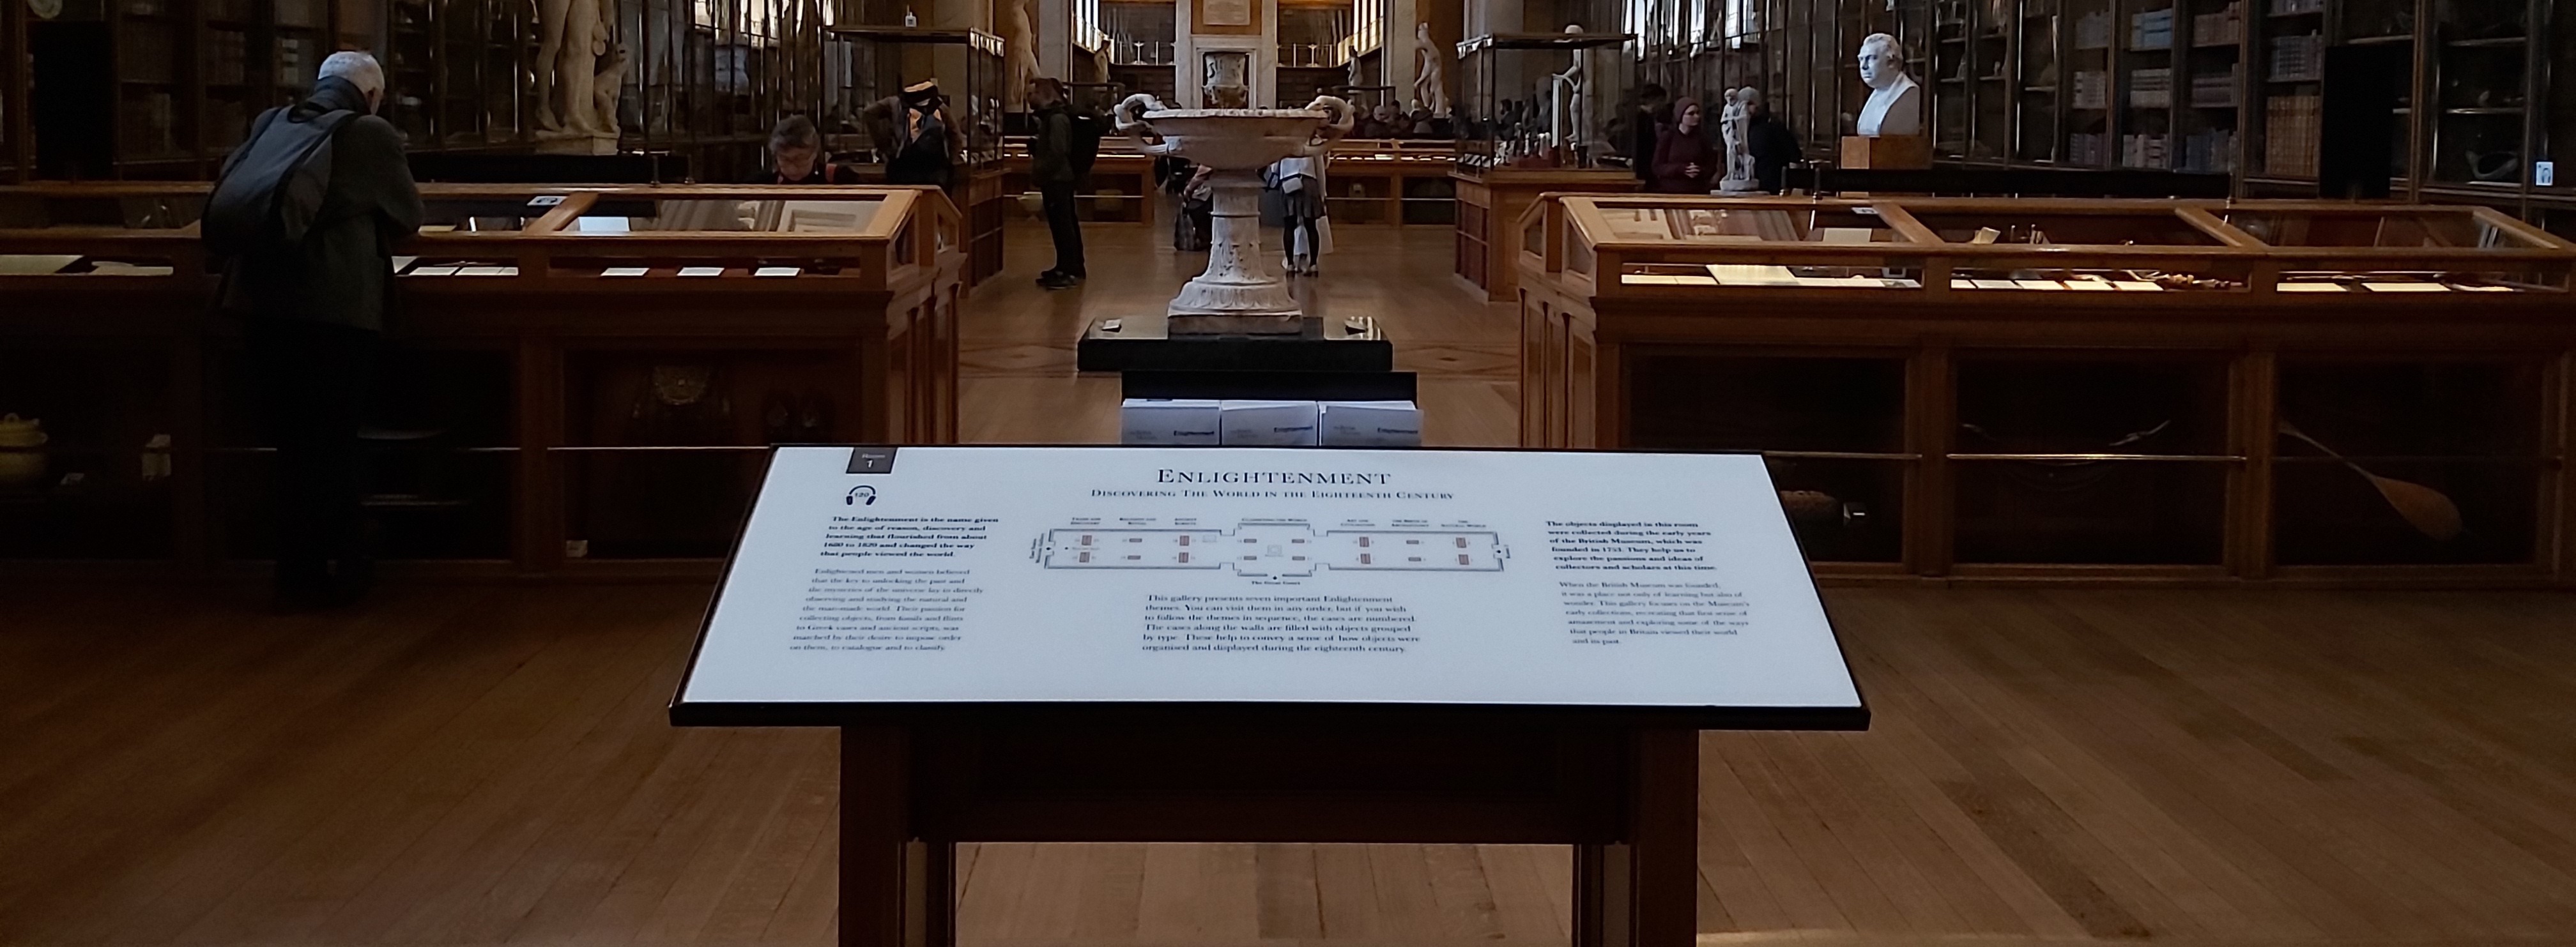 Room
1
120
ENLIGHTENMENT
DISCOVERING THE WORLD IN THE EIGHTEENTH CENTURY
The Enlightenment is the name given
to the age of reason, discovery and
learning that flourished from about
1680 to 1820 and changed the way
that people viewed the world.
Enlightened men and women believed
that the key to unlocking the past and
the mysteries of the universe lay in directly
observing and studying the natural and
the man-made world. Their passion for
collecting objects, from fossils and flints
to Greek vases and ancient scripts, was
matched by their desire to impose order
on them, to catalogue and to classify.
CLASSIFYING THE WORLD
The Great Court
This gallery presents seven important Enlightenment
themes. You can visit them in any order, but if you wish
to follow the themes in sequence, the cases are numbered.
The cases along the walls are filled with objects grouped
by type. These help to convey a sense of how objects were
organised and displayed during the eighteenth century.
The objects displayed in this room
were collected during the early years
of the British Museum, which was
founded in 1753. They help us to
explore the passions and ideas of
collectors and scholars at this time.
When the British Museum was founded,
it was a place not only of learning but also of
wonder. This gallery focuses on the Museum's
early collections, recreating that first sense of
amazement and exploring some of the ways
that people in Britain viewed their world
and its past.
Enlightenment
Enlightenment
Enlightenment